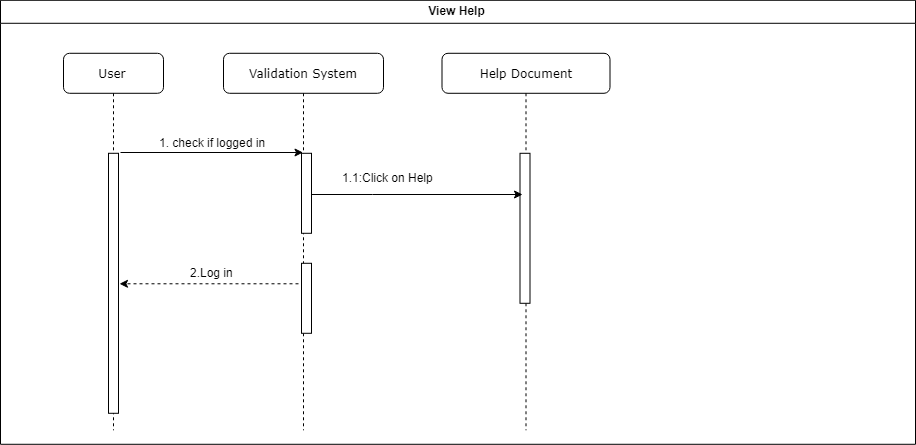 View Help
User
Validation System
Help Document
1. check if logged in
1.1:Click on Help
2.Log in